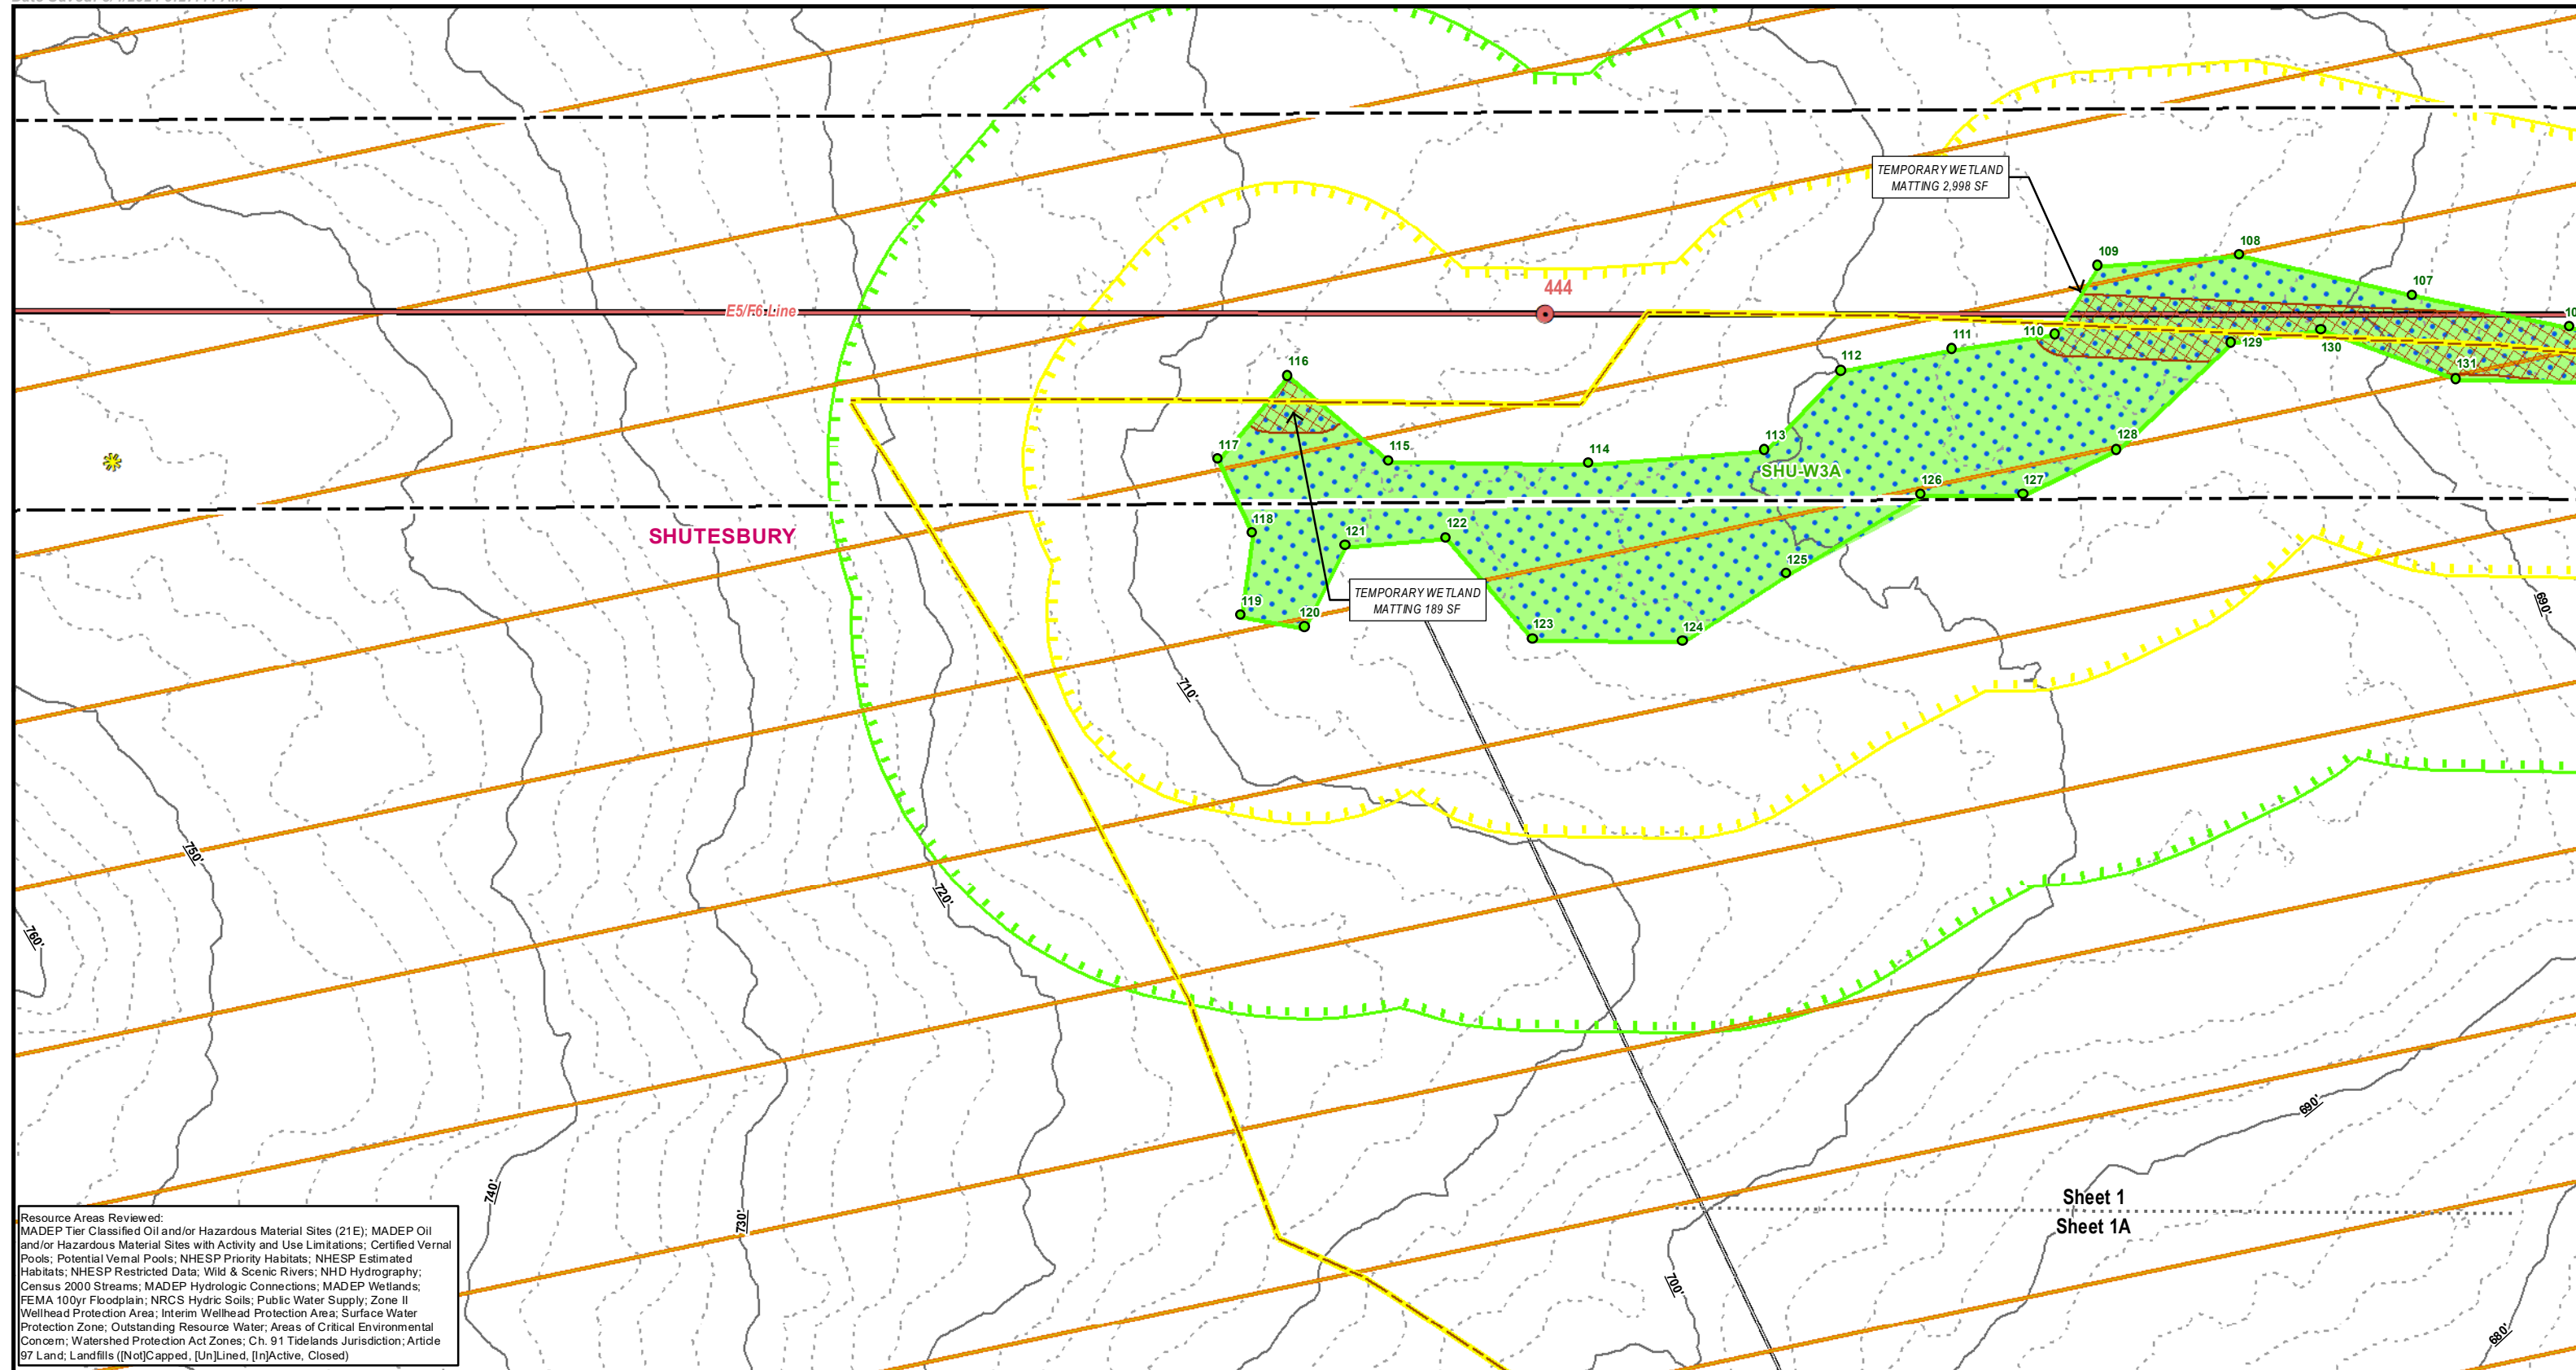 TEMPORARY WETLAND
MATTING 2,998 SF
108
109
107
444
E5/F6 Line
10
110
111
129
130
112
116
131
113
128
117
115
114
SHU-W3A
126
127
118
121
122
SHUTESBURY
125
TEMPORARY WETLAND
MATTING 189 SF
119
120
123
124
690'
710'
750'
720'
760'
690'
740'
730'
Sheet 1
Sheet 1A
700'
680'
Resource Areas Reviewed:
MADEP Tier Classified Oil and/or Hazardous Material Sites (21E); MADEP Oil
and/or Hazardous Material Sites with Activity and Use Limitations; Certified Vernal
Pools; Potential Vernal Pools; NHESP Priority Habitats; NHESP Estimated
Habitats; NHESP Restricted Data; Wild & Scenic Rivers; NHD Hydrography;
Census 2000 Streams; MADEP Hydrologic Connections; MADEP Wetlands;
FEMA 100yr Floodplain; NRCS Hydric Soils; Public Water Supply; Zone II
Wellhead Protection Area; Interim Wellhead Protection Area; Surface Water
Protection Zone; Outstanding Resource Water; Areas of Critical Environmental
Concern; Watershed Protection Act Zones; Ch. 91 Tidelands Jurisdiction; Article
97 Land; Landfills ([Not]Capped, [Un]Lined, [In]Active, Closed)